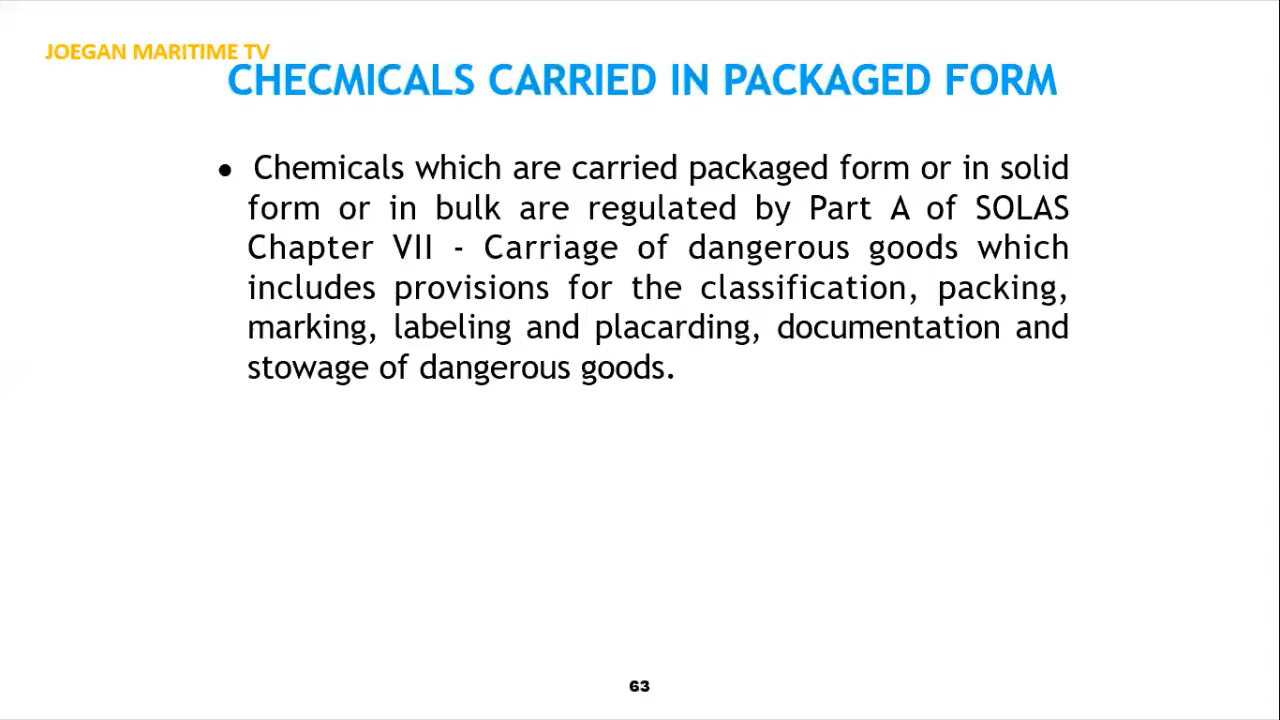 JOEGAN MARITIME TV
CHECMICALS CARRIED IN PACKAGED FORM
• Chemicals which are carried packaged form or in solid
form or in bulk are regulated by Part A of SOLAS
Chapter VII - Carriage of dangerous goods which
includes provisions for the classification, packing,
marking, labeling and placarding, documentation and
stowage of dangerous goods.
63